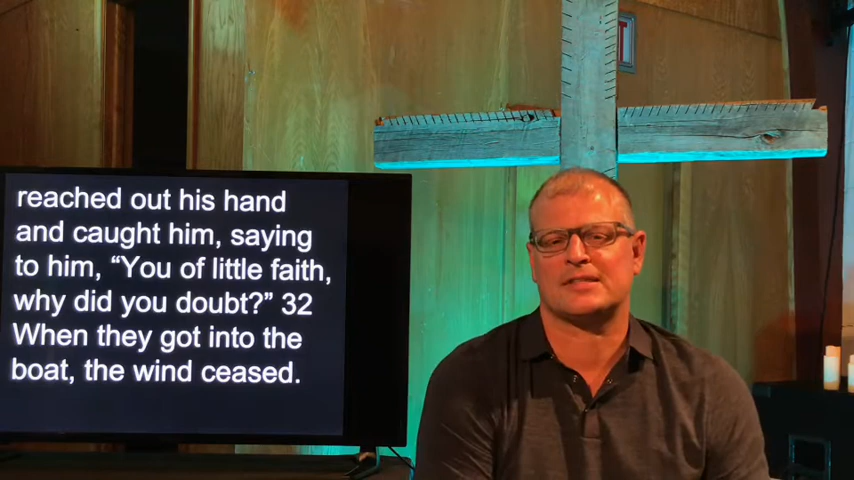 reached out his hand
and caught him, saying
to him, “You of little faith,
why did you doubt?” 32
When they got into the
boat, the wind ceased.